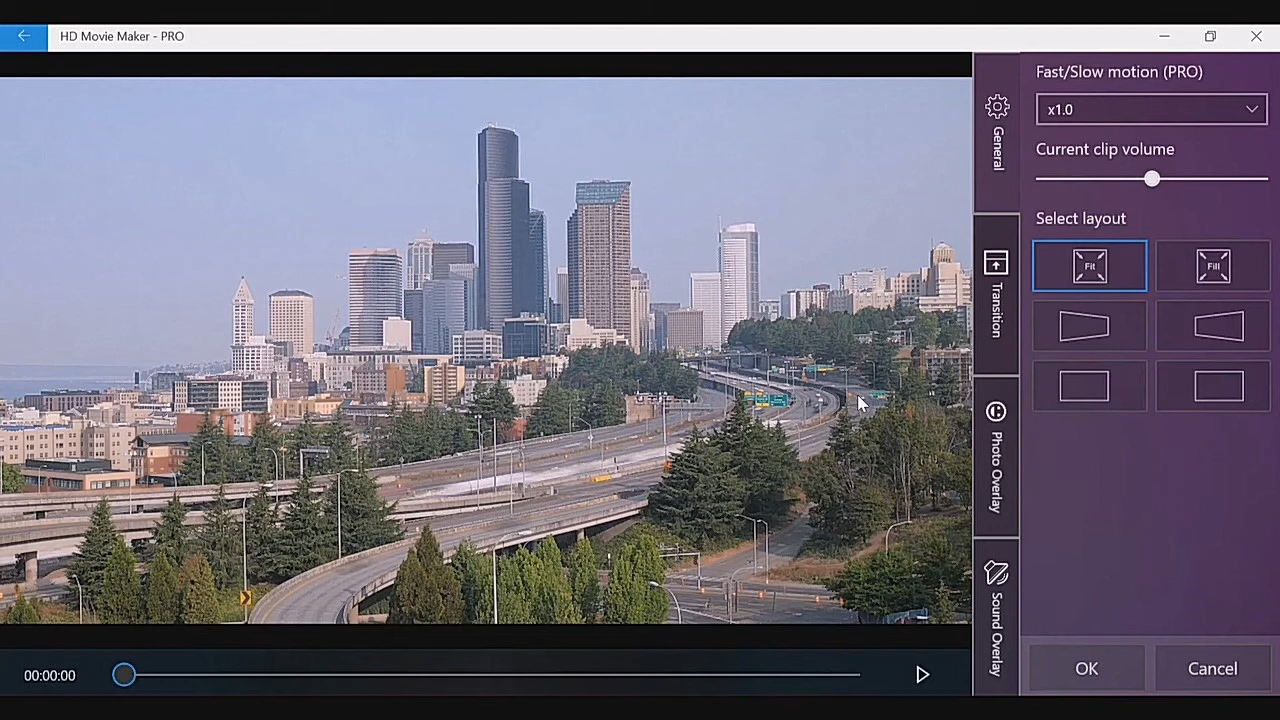 HD Movie Maker - PRO
General
Transition
Photo Overlay
Sound Overlay
Fast/Slow motion (PRO)
x1.0
Current clip volume
Select layout
Fit
Fill
00:00:00
OK
Cancel